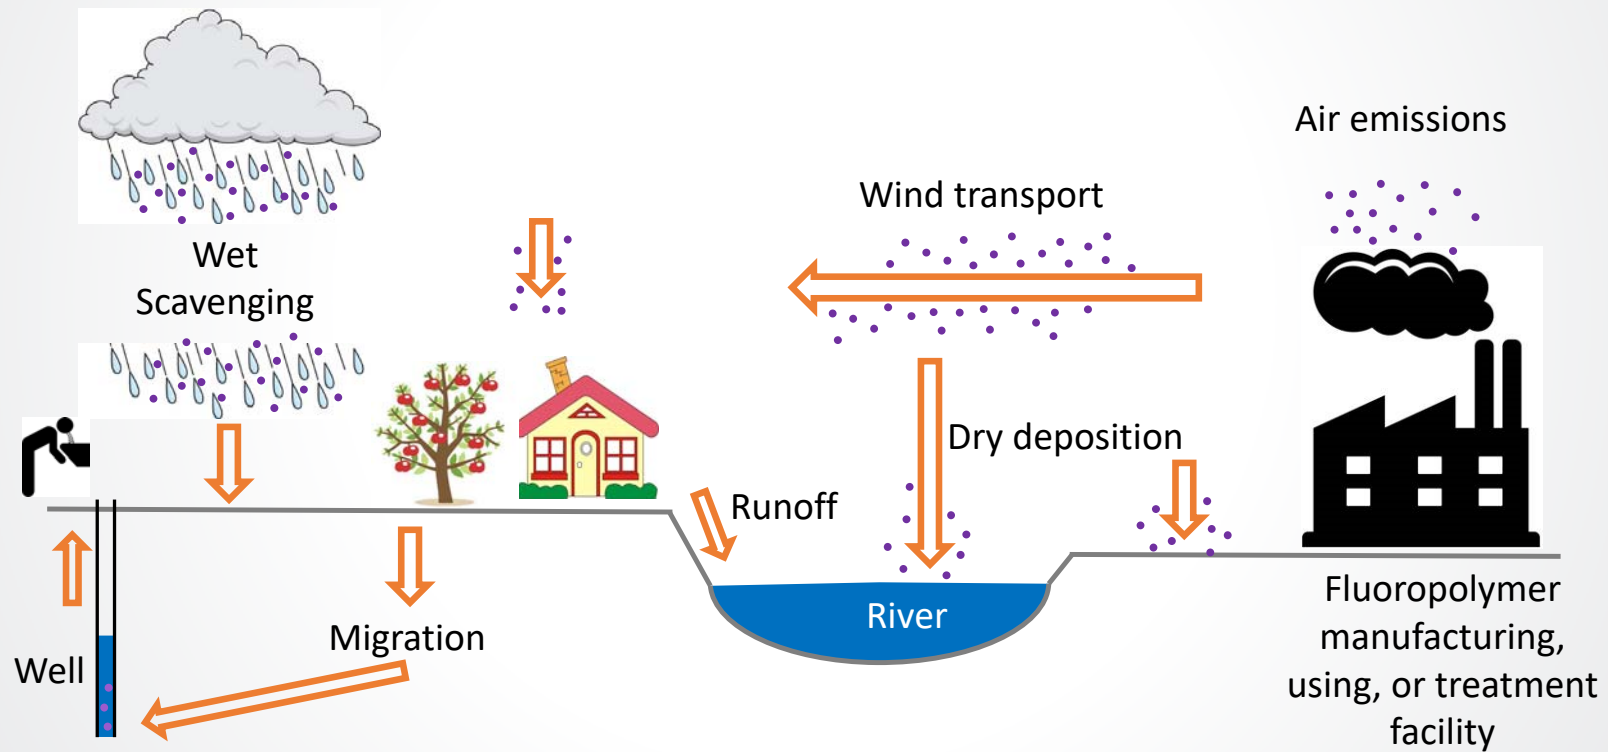 Air emissions
Wind transport
Wet
Scavenging
Dry deposition
Runoff
River
Migration
Well
Fluoropolymer
manufacturing,
using, or treatment
facility